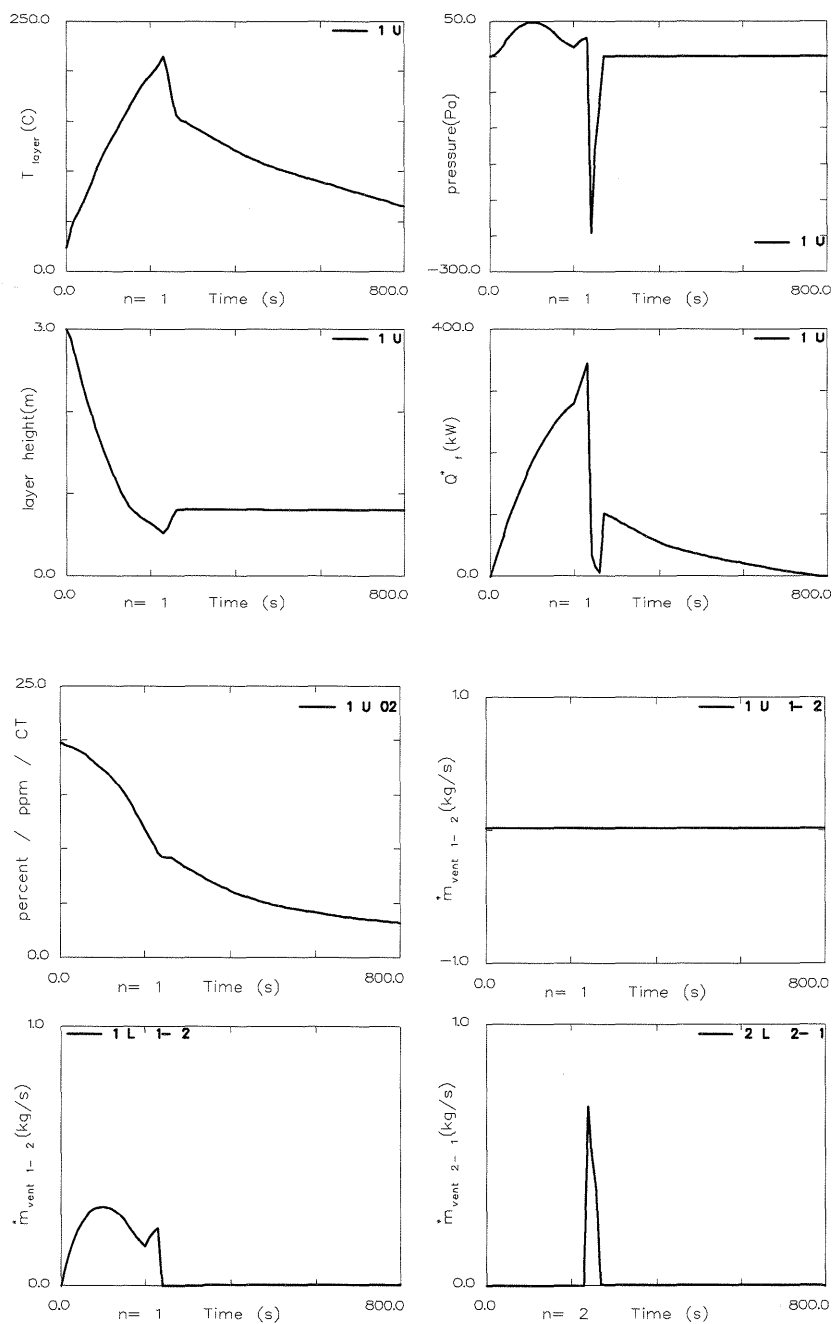 250.0
1 U
T layer (C)
0.0
0.0
800.0
n= 1 Time (s)
50.0
pressure(Pa)
1 U
-300.0
0.0
800.0
n= 1 Time (s)
3.0
1 U
layer height(m)
0.0
0.0
800.0
n= 1 Time (s)
400.0
1 U
Q* f (kW)
0.0
0.0
800.0
n= 1 Time (s)
25.0
1 U O2
percent / ppm / CT
0.0
0.0
800.0
n= 1 Time (s)
1.0
1 U 1- 2
m vent 1- 2 (kg/s)
-1.0
0.0
800.0
n= 1 Time (s)
1.0
1 L 1- 2
m vent 1- 2 (kg/s)
0.0
0.0
800.0
n= 1 Time (s)
1.0
2 L 2- 1
m vent 2- 1 (kg/s)
0.0
0.0
800.0
n= 2 Time (s)